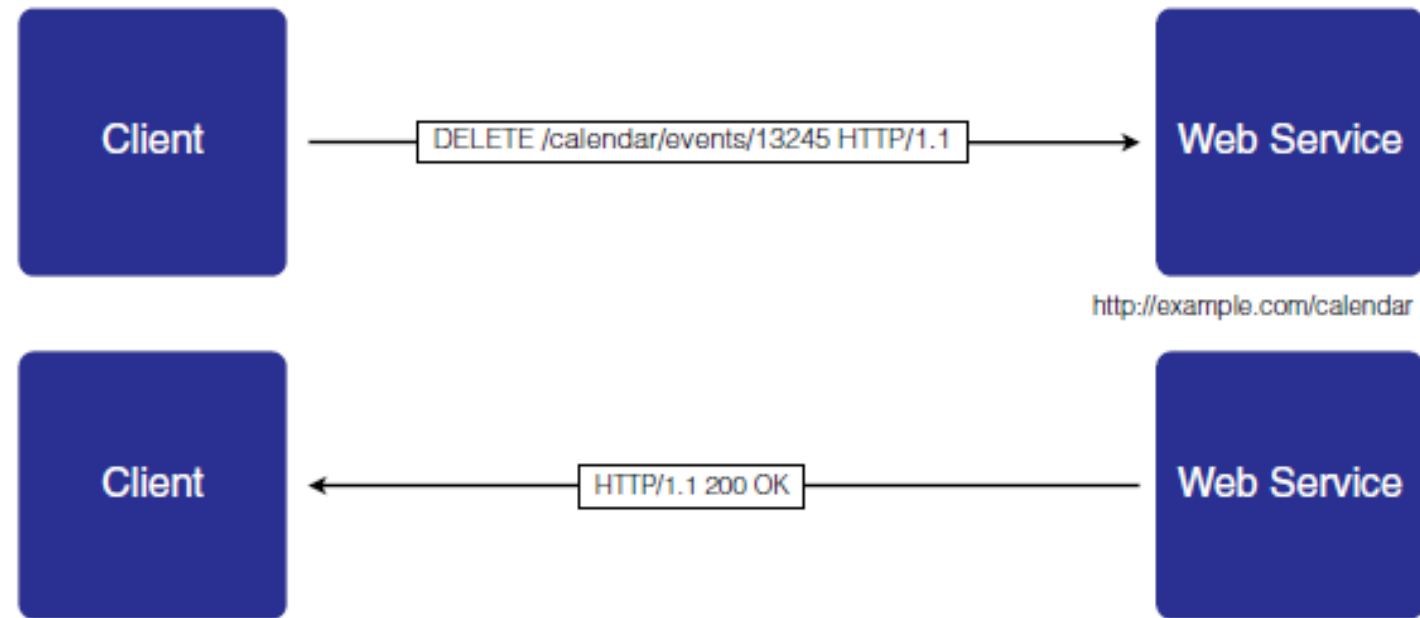 Client
DELETE /calendar/events/13245 HTTP/1.1
Web Service
http://example.com/calendar
Client
HTTP/1.1 200 OK
Web Service